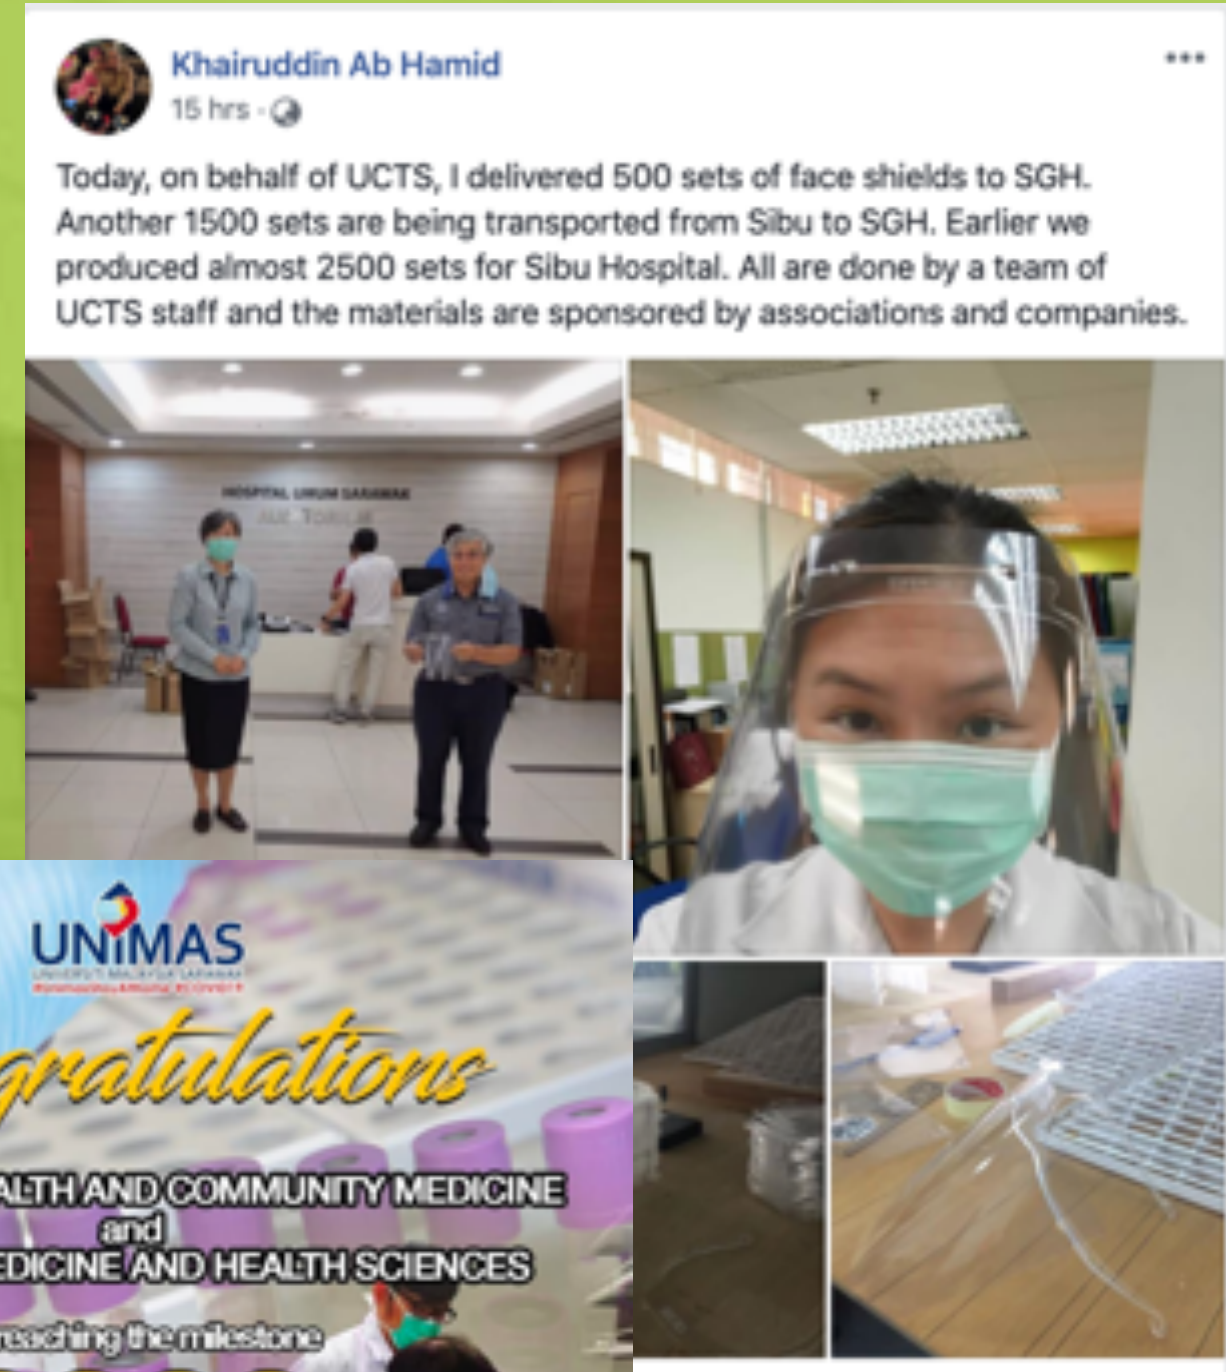 Khairuddin Ab Hamid
15 hrs
Today, on behalf of UCTS, I delivered 500 sets of face shields to SGH.
Another 1500 sets are being transported from Sibu to SGH. Earlier we
produced almost 2500 sets for Sibu Hospital. All are done by a team of
UCTS staff and the materials are sponsored by associations and companies.
HOSPITAL UMUM SARAWAK
UNIMAS
UNIVERSITI MALAYSIA SARAWAK
gratulations
ALTH AND COMMUNITY MEDICINE
and
EDICINE AND HEALTH SCIENCES
reaching the milestone